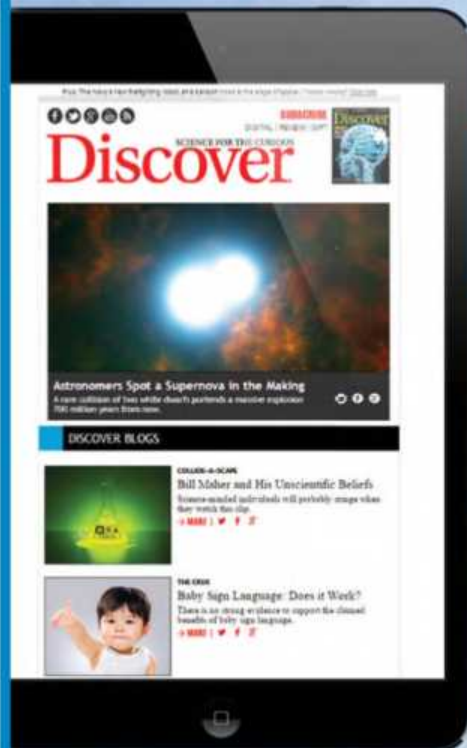 SUBSCRIBE
DIGITAL | RENEW | GIFT
Discover
SCIENCE FOR THE CURIOUS
Discover
Astronomers Spot a Supernova in the Making
A rare collision of two white dwarfs portends a massive explosion
700 million years from now.
DISCOVER BLOGS
COLLIDE-A-SCAPE
Bill Maher and His Unscientific Beliefs
Science-minded individuals will probably cringe when
they watch this clip.
→ MORE |
THE CRUX
Baby Sign Language: Does it Work?
There is no strong evidence to support the claimed
benefits of baby sign language.
→ MORE |